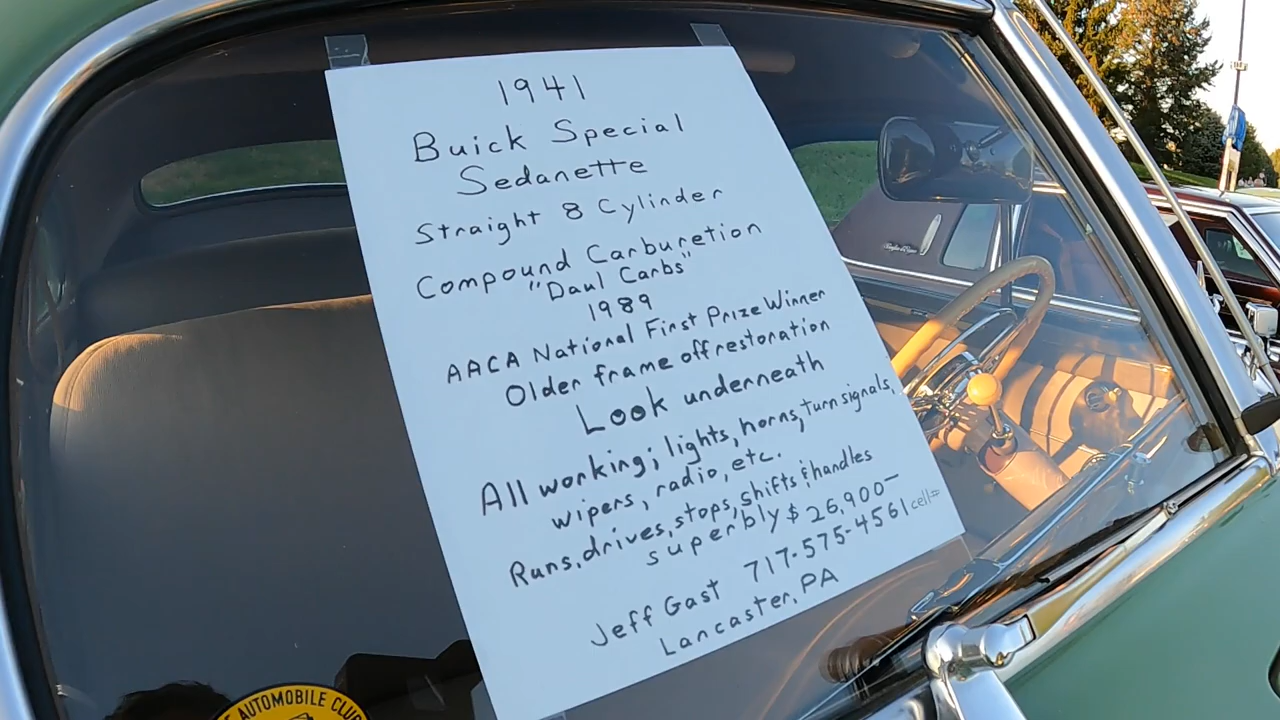 1941
Buick Special
Sedanette
Straight 8 Cylinder
Compound Carburetion
"Daul Carbs"
1989
AACA National First Prize Winner
Older frame off restoration
Look underneath
All working; lights, horns, turn signals,
wipers, radio, etc.
Runs, drives, stops, shifts & handles
superbly $26,900-
Jeff Gast 717-575-4561 cell=
Lancaster, PA
AUTOMOBILE CLUB